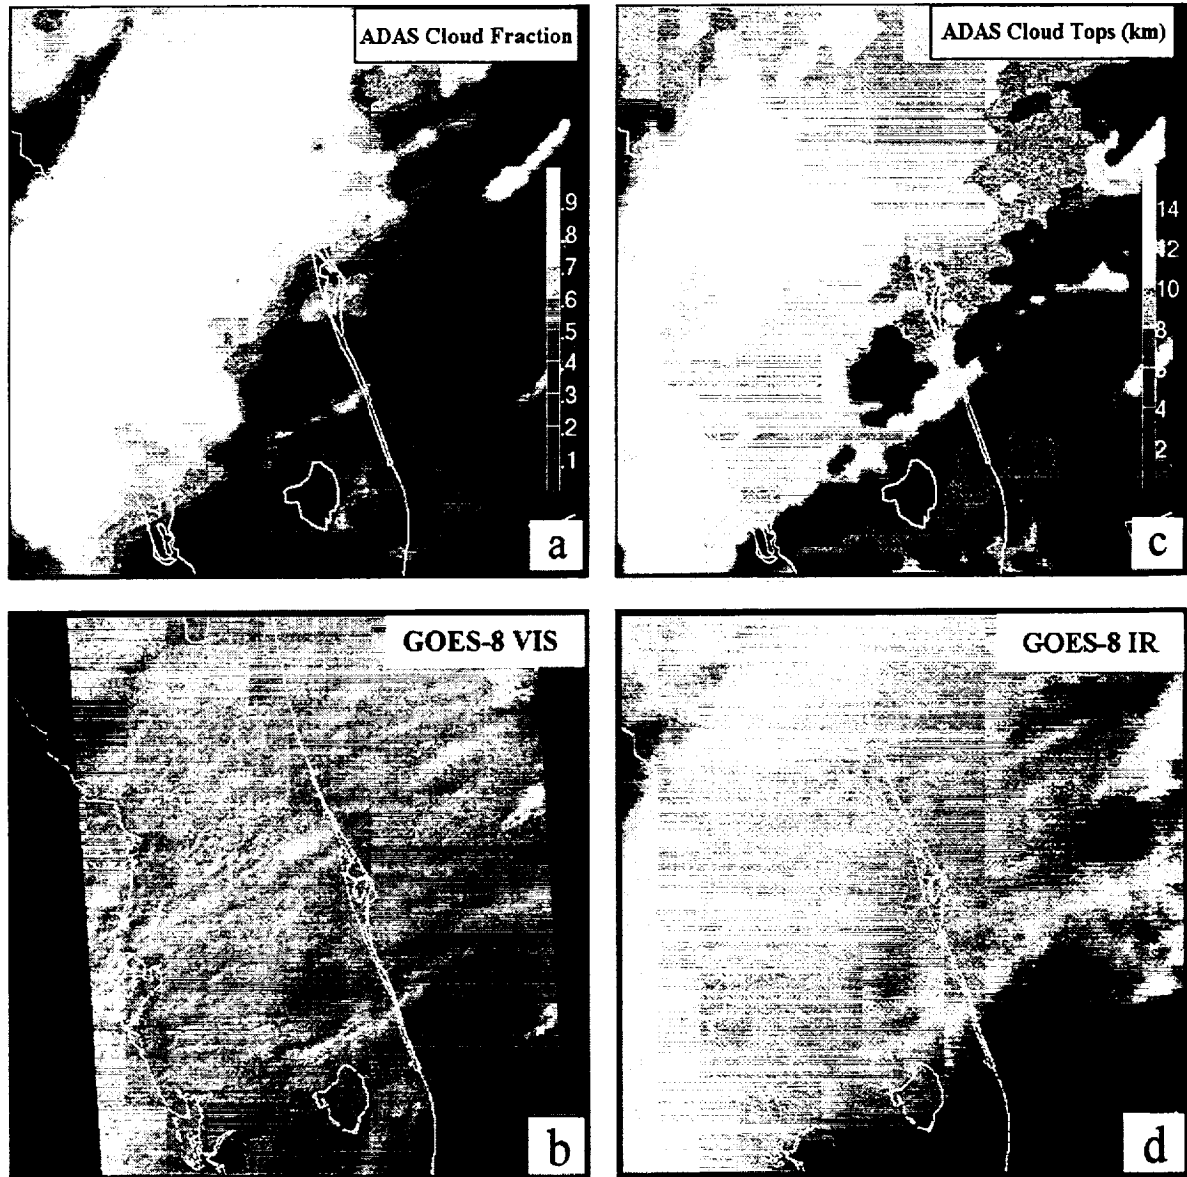 ADAS Cloud Fraction
.9
.8
.7
.6
.5
.4
.3
.2
.1
a
ADAS Cloud Tops (km)
14
12
10
8
6
4
2
c
GOES-8 VIS
b
GOES-8 IR
d